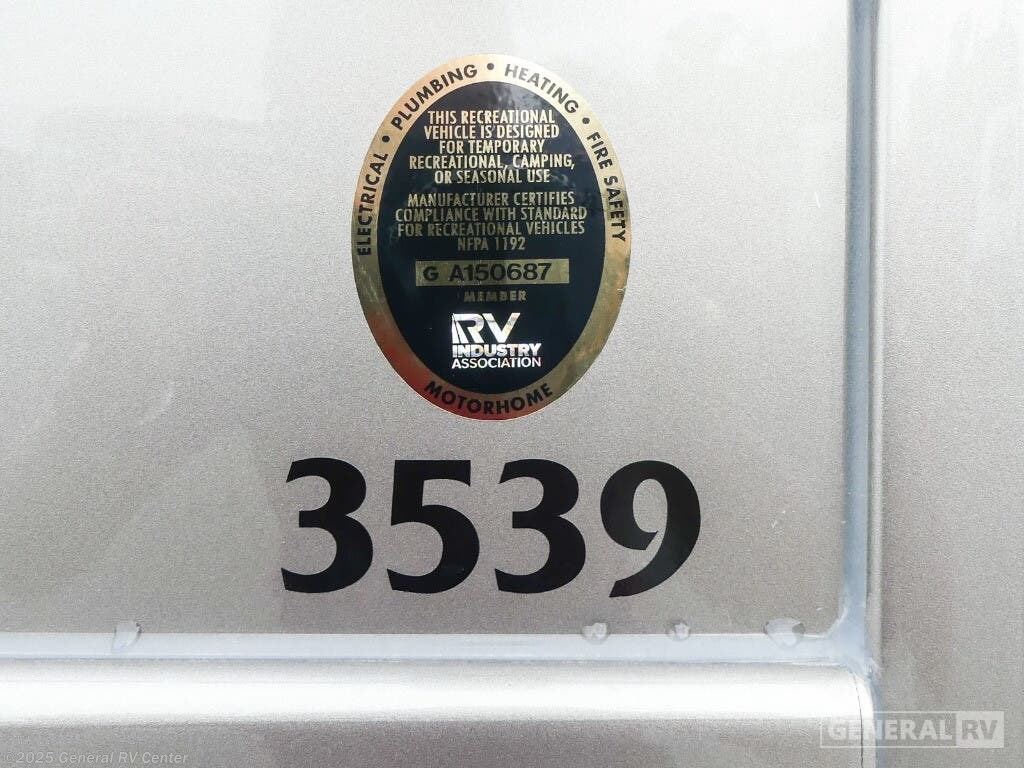 ELECTRICAL • PLUMBING • HEATING • FIRE SAFETY
THIS RECREATIONAL
VEHICLE IS DESIGNED
FOR TEMPORARY
RECREATIONAL, CAMPING,
OR SEASONAL USE
MANUFACTURER CERTIFIES
COMPLIANCE WITH STANDARD
FOR RECREATIONAL VEHICLES
NFPA 1192
G A150687
MEMBER
RV
INDUSTRY
ASSOCIATION
MOTORHOME
3539
GENERAL RV
© 2025 General RV Center